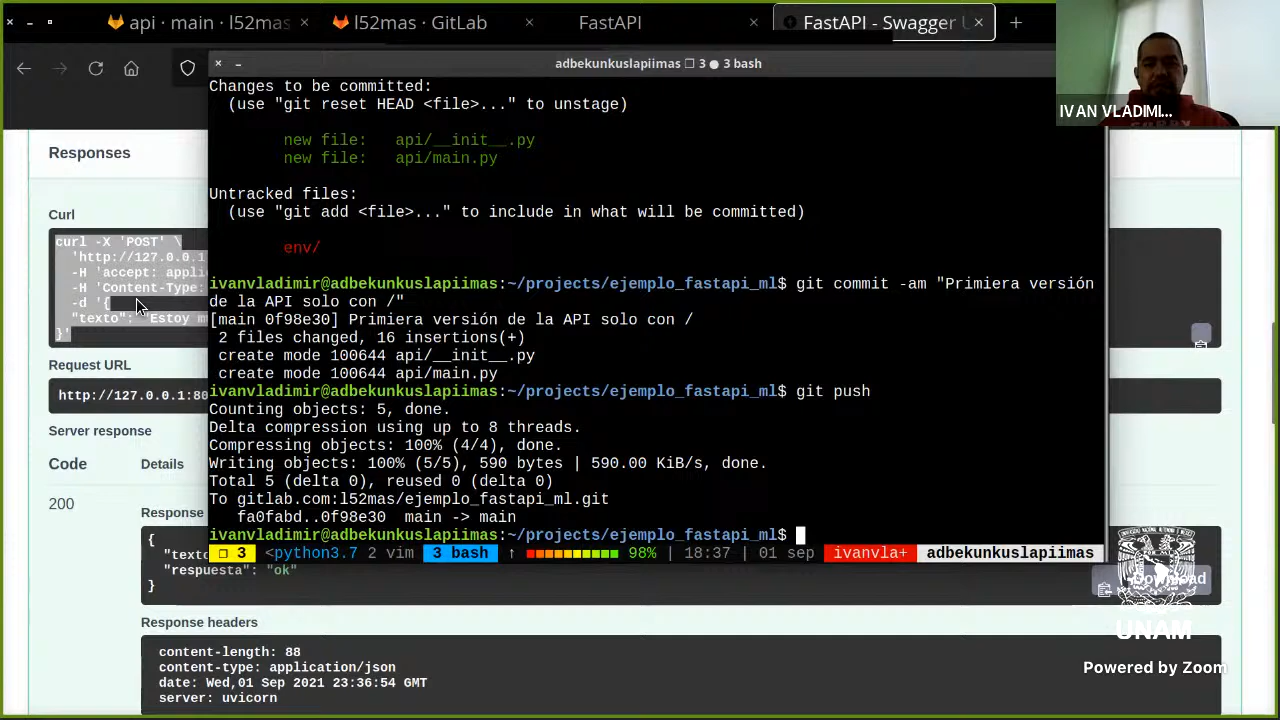 api · main · l52mas
l52mas · GitLab
FastAPI
FastAPI - Swagger U
adbekunkuslapiimas ❐ 3 ● 3 bash
IVAN VLADIMI...
Changes to be committed:
(use "git reset HEAD <file>..." to unstage)
new file:   api/__init__.py
new file:   api/main.py
Untracked files:
(use "git add <file>..." to include in what will be committed)
env/
ivanvladimir@adbekunkuslapiimas:~/projects/ejemplo_fastapi_ml$ git commit -am "Primiera versión
de la API solo con /"
[main 0f98e30] Primiera versión de la API solo con /
2 files changed, 16 insertions(+)
create mode 100644 api/__init__.py
create mode 100644 api/main.py
ivanvladimir@adbekunkuslapiimas:~/projects/ejemplo_fastapi_ml$ git push
Counting objects: 5, done.
Delta compression using up to 8 threads.
Compressing objects: 100% (4/4), done.
Writing objects: 100% (5/5), 590 bytes | 590.00 KiB/s, done.
Total 5 (delta 0), reused 0 (delta 0)
To gitlab.com:l52mas/ejemplo_fastapi_ml.git
fa0fabd..0f98e30  main -> main
ivanvladimir@adbekunkuslapiimas:~/projects/ejemplo_fastapi_ml$
❐ 3 <python3.7 2 vim 3 bash ↑ 98% | 18:37 | 01 sep ivanvla+ adbekunkuslapiimas
Responses
Curl
curl -X 'POST' \
'http://127.0.0.1
-H 'accept: appli
-H 'Content-Type:
-d '{
"texto": "Estoy m
}'
Request URL
http://127.0.0.1:80
Server response
Code
Details
200
Response
{
"texto
"respuesta": "ok"
}
Download
Response headers
content-length: 88
content-type: application/json
date: Wed,01 Sep 2021 23:36:54 GMT
server: uvicorn
UNAM
Powered by Zoom